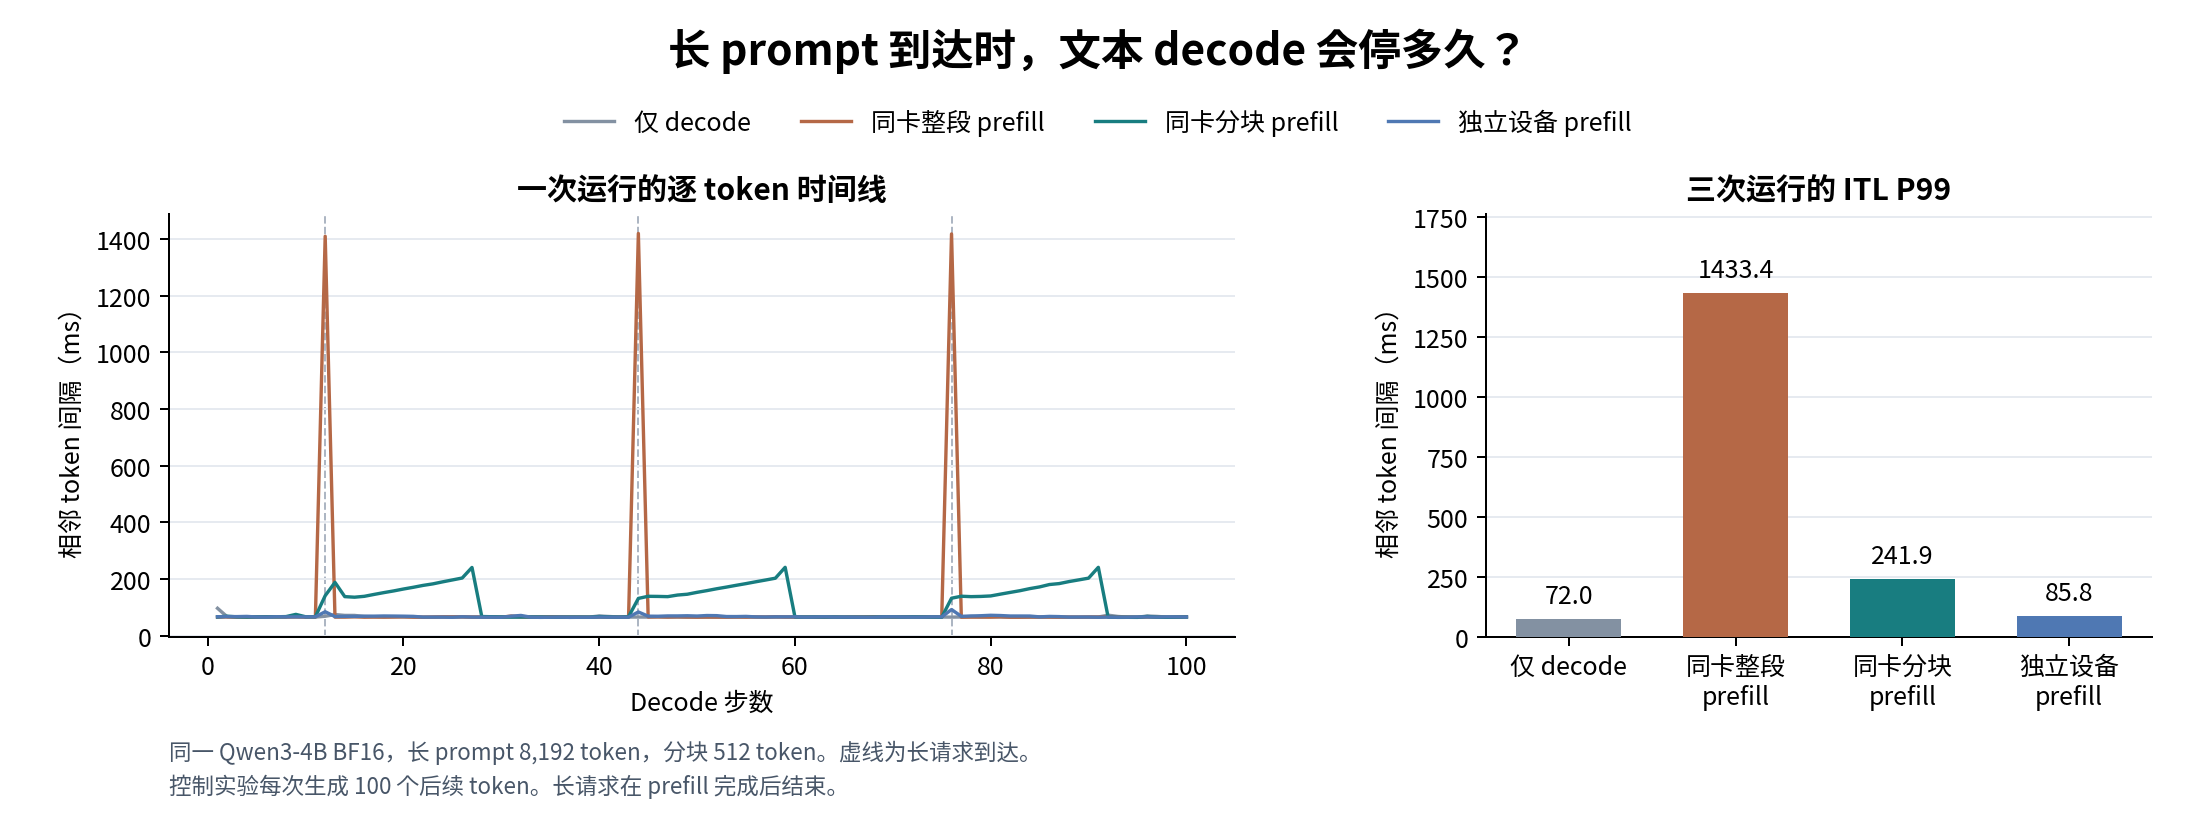 长 prompt 到达时，文本 decode 会停多久？
仅 decode
同卡整段 prefill
同卡分块 prefill
独立设备 prefill
一次运行的逐 token 时间线
相邻 token 间隔（ms）
1400
1200
1000
800
600
400
200
0
0
20
40
60
80
100
Decode 步数
三次运行的 ITL P99
相邻 token 间隔（ms）
1750
1500
1250
1000
750
500
250
0
72.0
1433.4
241.9
85.8
仅 decode
同卡整段
prefill
同卡分块
prefill
独立设备
prefill
同一 Qwen3-4B BF16，长 prompt 8,192 token，分块 512 token。虚线为长请求到达。
控制实验每次生成 100 个后续 token。长请求在 prefill 完成后结束。